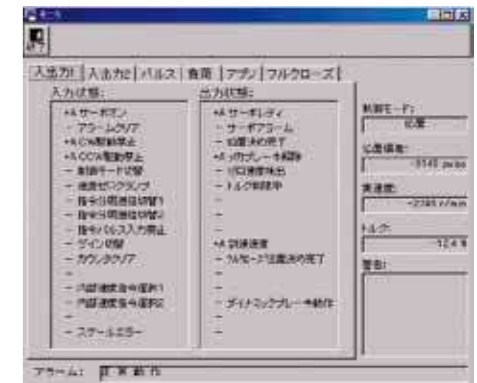 モニタ
終了
入出力1 入出力2 パルス 負荷 アブソ フルクローズ
入力状態: 出力状態:
+A サーボオン
- アラームクリア
+A CW駆動禁止
+A CCW駆動禁止
- 制御モード切替
- 速度ゼロクランプ
- 指令分周逓倍切替1
- 指令分周逓倍切替2
- 指令パルス入力禁止
- ゲイン切替
- カウンタクリア
-
- 内部速度指令選択1
- 内部速度指令選択2
-
- スケールエラー
+A サーボレディ
- サーボアラーム
- 位置決め完了
+A メカブレーキ解除
- ゼロ速度検出
- トルク制限中
-
-
+A 到達速度
- フルクローズ位置決め完了
-
-
- ダイナミックブレーキ動作
-
-
制御モード:
位置
位置偏差:
実速度:
r/min
トルク:
-12.4 %
警告:
アラーム: 正常動作